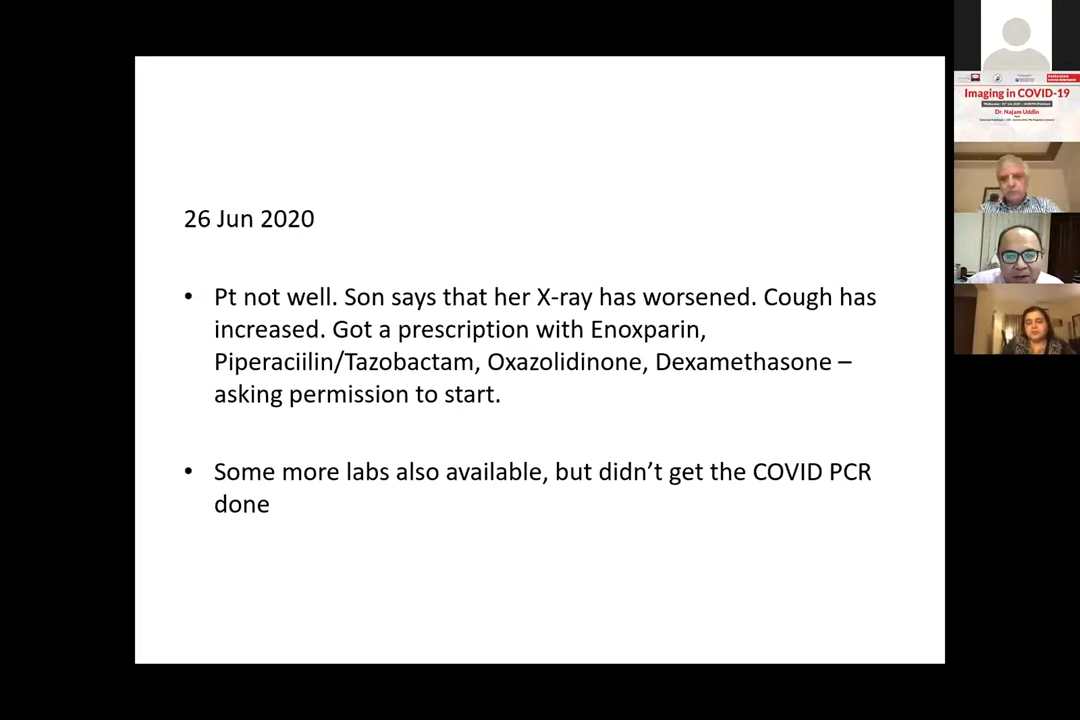 26 Jun 2020
• Pt not well. Son says that her X-ray has worsened. Cough has
increased. Got a prescription with Enoxparin,
Piperaciilin/Tazobactam, Oxazolidinone, Dexamethasone –
asking permission to start.
• Some more labs also available, but didn’t get the COVID PCR
done
Imaging in COVID-19
Dr. Najam Uddin